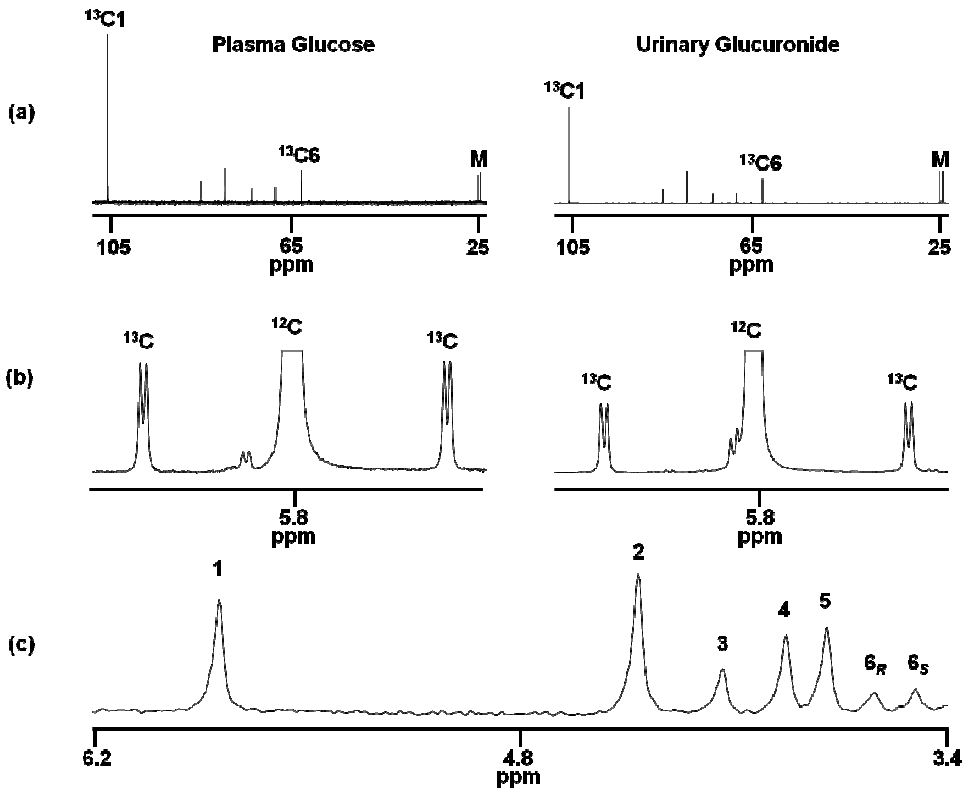 ¹³C1
Plasma Glucose
Urinary Glucuronide
¹³C1
(a)
¹³C6
M
¹³C6
M
105
65
25
ppm
105
65
25
ppm
(b)
¹³C
¹²C
¹³C
¹³C
¹²C
¹³C
5.8
ppm
5.8
ppm
(c)
1
2
3
4
5
6R
6S
6.2
4.8
3.4
ppm